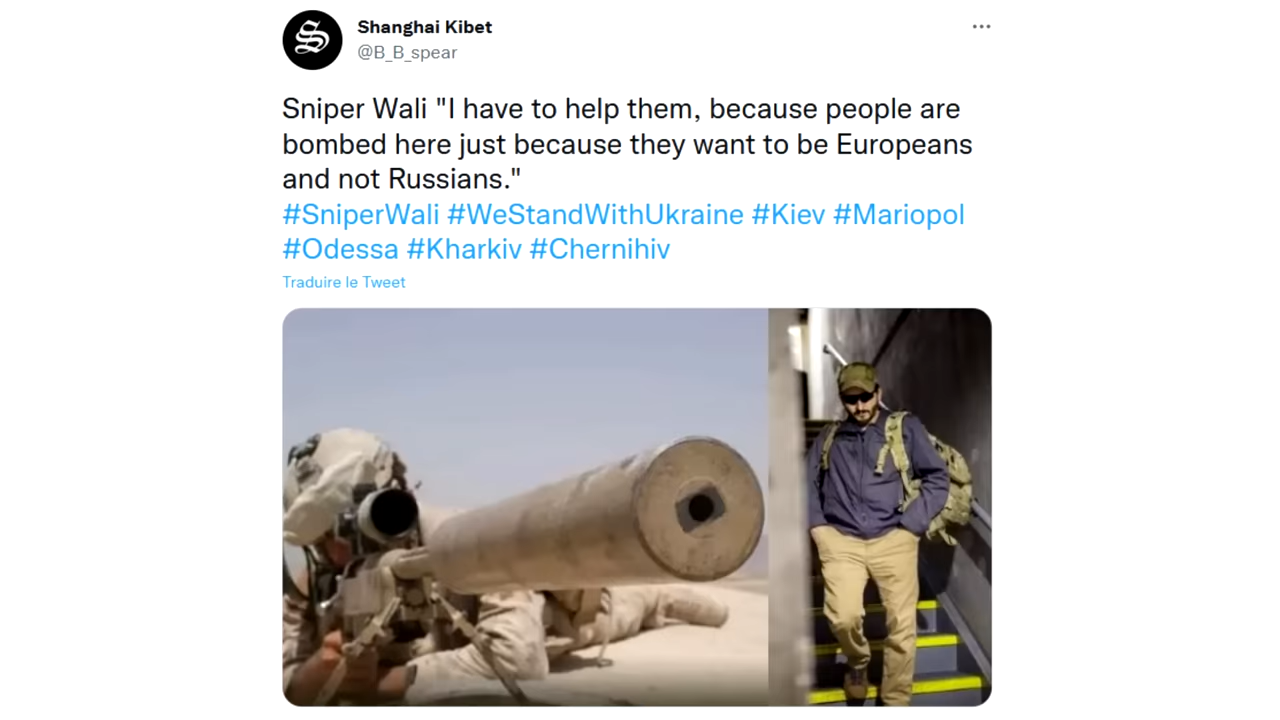 Shanghai Kibet
@B_B_spear
Sniper Wali "I have to help them, because people are
bombed here just because they want to be Europeans
and not Russians."
#SniperWali #WeStandWithUkraine #Kiev #Mariopol
#Odessa #Kharkiv #Chernihiv
Traduire le Tweet